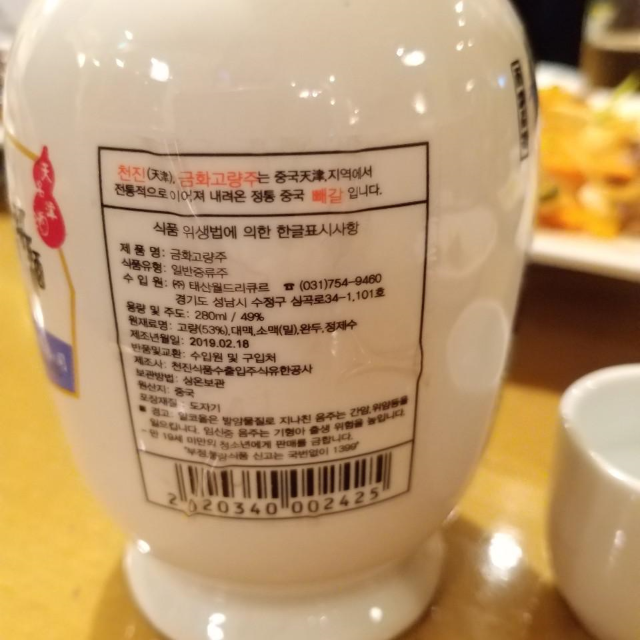 천진(天津), 금화고량주는 중국天津,지역에서
전통적으로 이어져 내려온 정통 중국 빼갈 입니다.
식품 위생법에 의한 한글표시사항
제 품 명: 금화고량주
식품유형: 일반증류주
수 입 원: ㈜ 태산월드리큐르 ☎ (031)754-9460
경기도 성남시 수정구 심곡로34-1,101호
용량 및 주도: 280ml / 49%
원재료명: 고량(53%),대맥,소맥(밀),완두,정제수
제조년월일: 2019.02.18
반품및교환: 수입원 및 구입처
제조사: 천진식품수출입주식유한공사
보관방법: 실온보관
원산지: 중국
포장재질: 도자기
■ 경고: 알코올은 발암물질로 지나친 음주는 간암,위암등을
일으킵니다. 임신중 음주는 기형아 출생 위험을 높입니다.
- 만 19세 미만의 청소년에게 판매를 금합니다.
"부정,불량식품 신고는 국번없이 1399"
2 020340 002425